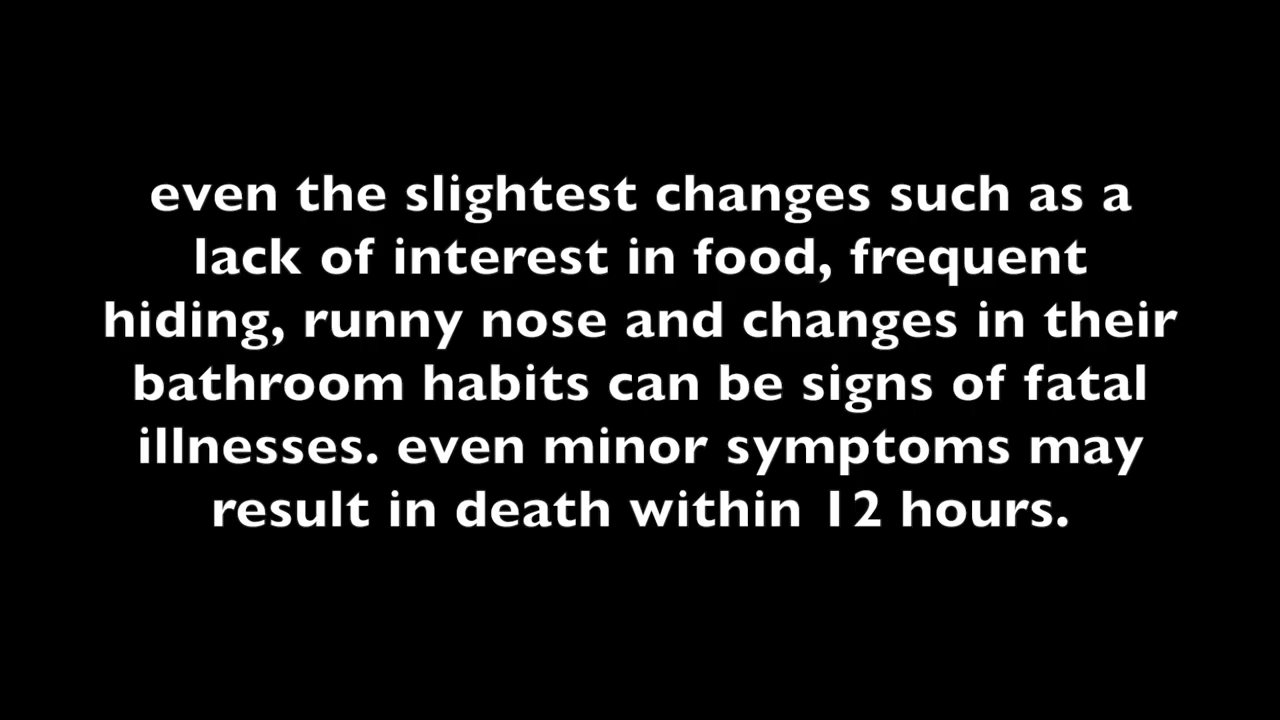 even the slightest changes such as a
lack of interest in food, frequent
hiding, runny nose and changes in their
bathroom habits can be signs of fatal
illnesses. even minor symptoms may
result in death within 12 hours.